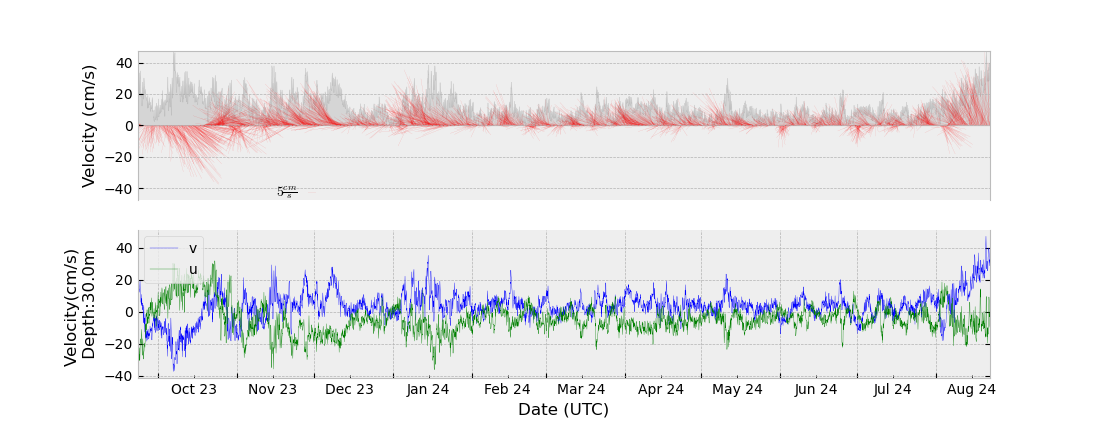 Velocity (cm/s)
40
20
0
−20
−40
5 cm/s
Velocity(cm/s)
Depth:30.0m
40
20
0
−20
−40
v
u
Oct 23 Nov 23 Dec 23 Jan 24 Feb 24 Mar 24 Apr 24 May 24 Jun 24 Jul 24 Aug 24
Date (UTC)